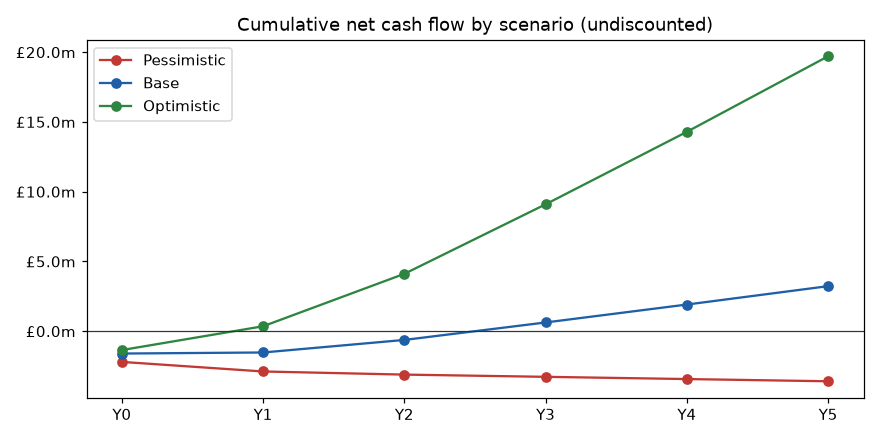 Cumulative net cash flow by scenario (undiscounted)
£20.0m
£15.0m
£10.0m
£5.0m
£0.0m
Pessimistic
Base
Optimistic
Y0 Y1 Y2 Y3 Y4 Y5